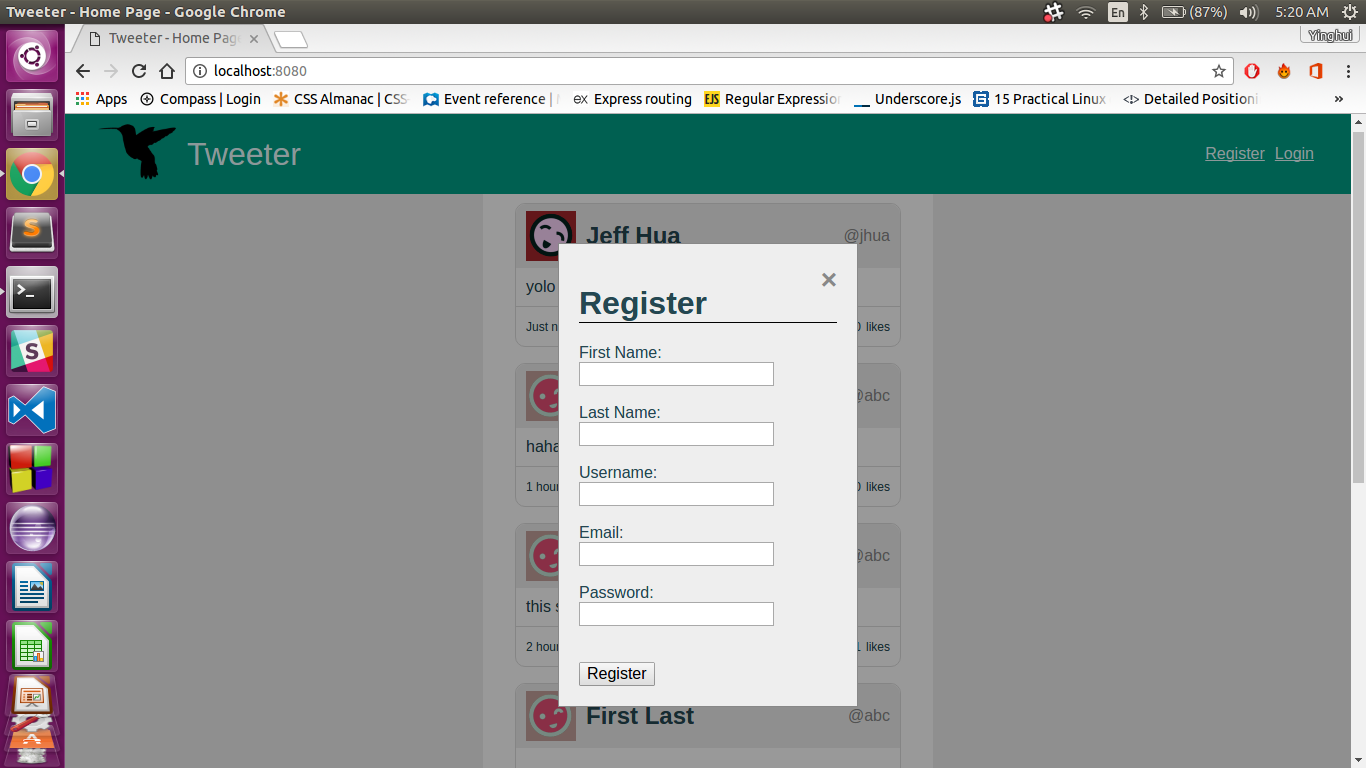 Tweeter - Home Page - Google Chrome
En
(87%)
5:20 AM
Tweeter - Home Pag
Yinghui
localhost:8080
Apps
Compass | Login
CSS Almanac | CSS-
Event reference |
ex Express routing
EJS Regular Expression
Underscore.js
15 Practical Linux
Detailed Positioni
»
Tweeter
Register Login
Jeff Hua
@jhua
yolo
Just n
0 likes
@abc
haha
1 hour
0 likes
@abc
this s
2 hour
1 likes
First Last
@abc
×
Register
First Name:
Last Name:
Username:
Email:
Password:
Register
S
S